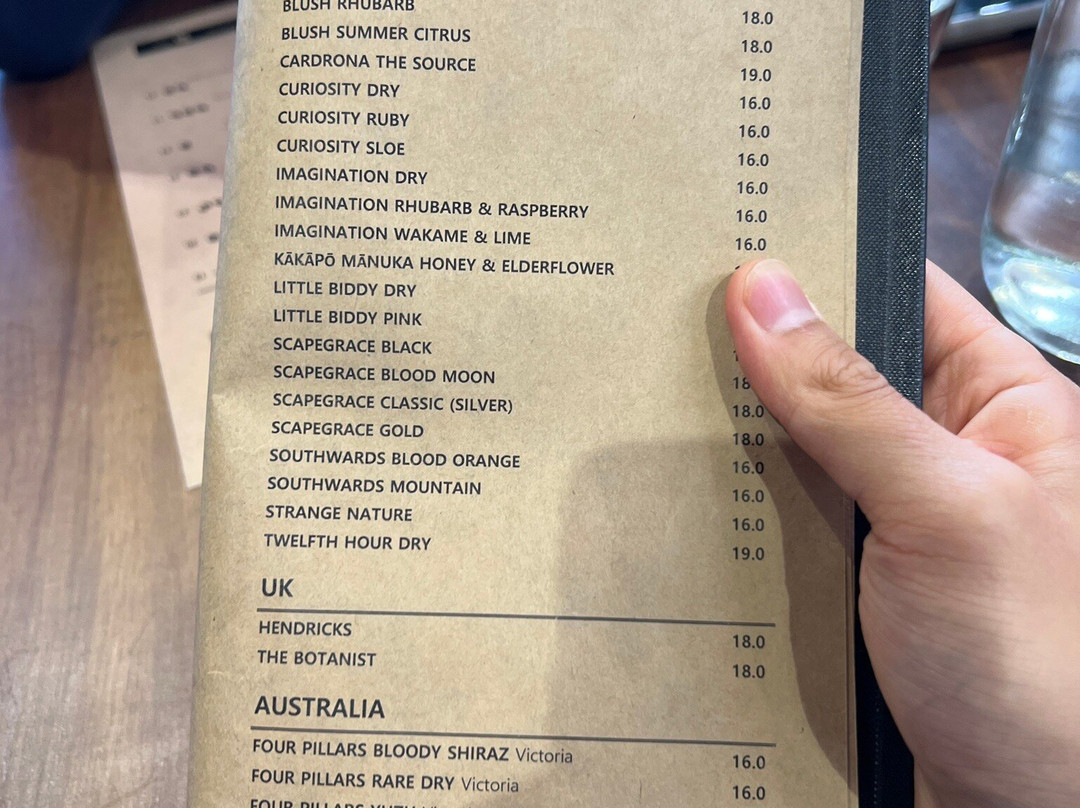 BLUSH RHUBARB 18.0
BLUSH SUMMER CITRUS 18.0
CARDRONA THE SOURCE 19.0
CURIOSITY DRY 16.0
CURIOSITY RUBY 16.0
CURIOSITY SLOE 16.0
IMAGINATION DRY 16.0
IMAGINATION RHUBARB & RASPBERRY 16.0
IMAGINATION WAKAME & LIME 16.0
KĀKĀPŌ MĀNUKA HONEY & ELDERFLOWER
LITTLE BIDDY DRY
LITTLE BIDDY PINK
SCAPEGRACE BLACK
SCAPEGRACE BLOOD MOON 18
SCAPEGRACE CLASSIC (SILVER) 18.0
SCAPEGRACE GOLD 18.0
SOUTHWARDS BLOOD ORANGE 16.0
SOUTHWARDS MOUNTAIN 16.0
STRANGE NATURE 16.0
TWELFTH HOUR DRY 19.0
UK
HENDRICKS 18.0
THE BOTANIST 18.0
AUSTRALIA
FOUR PILLARS BLOODY SHIRAZ Victoria 16.0
FOUR PILLARS RARE DRY Victoria 16.0
FOUR PILLARS